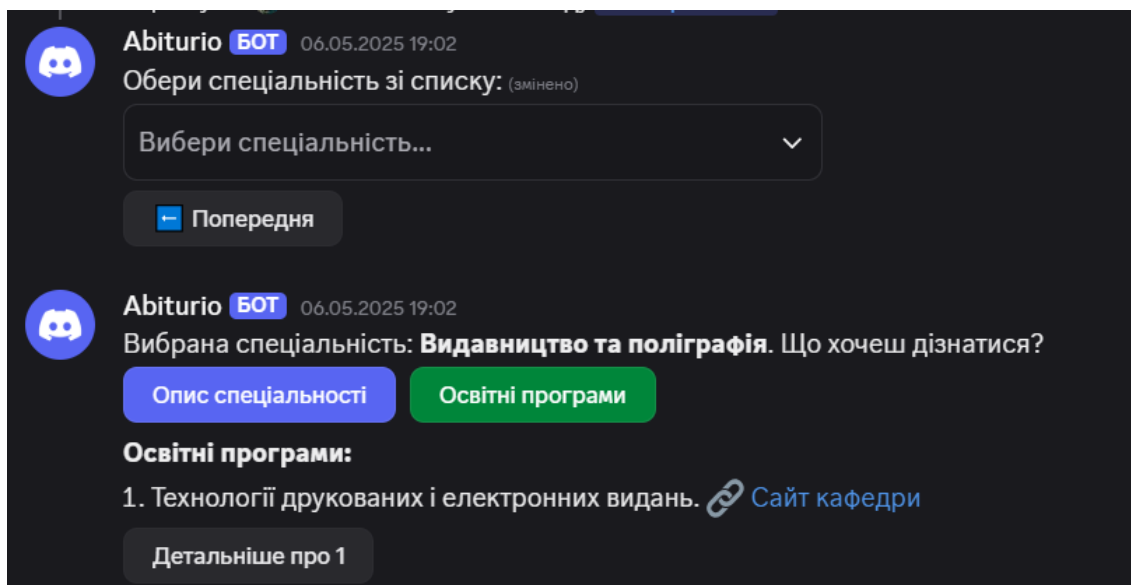 Abiturio БОТ 06.05.2025 19:02
Обери спеціальність зі списку: (змінено)
Вибери спеціальність...
Попередня
Abiturio БОТ 06.05.2025 19:02
Вибрана спеціальність: Видавництво та поліграфія. Що хочеш дізнатися?
Опис спеціальності Освітні програми
Освітні програми:
1. Технології друкованих і електронних видань. Сайт кафедри
Детальніше про 1